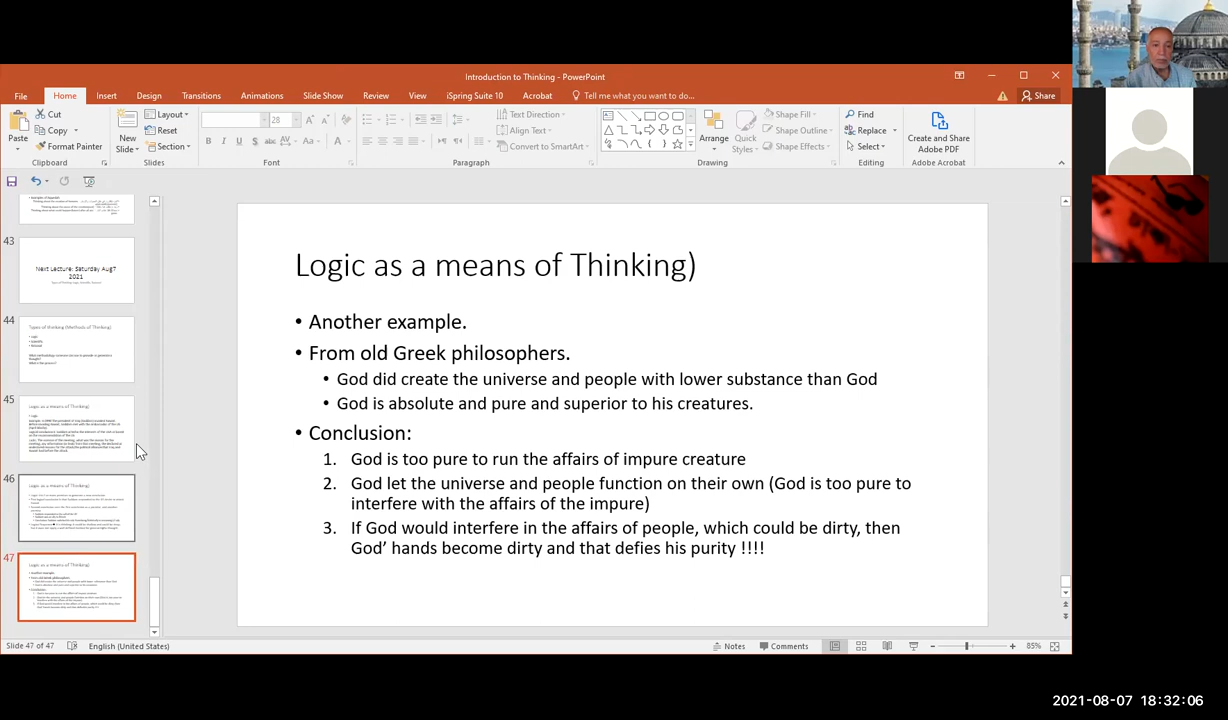 Introduction to Thinking - PowerPoint
File Home Insert Design Transitions Animations Slide Show Review View iSpring Suite 10 Acrobat Tell me what you want to do... Share
Paste
Cut
Copy
Format Painter
Clipboard
New
Slide
Layout
Reset
Section
Slides
28
B I U S abc AV Aa A
Font
Text Direction
Align Text
Convert to SmartArt
Paragraph
Arrange
Quick
Styles
Shape Fill
Shape Outline
Shape Effects
Drawing
Find
Replace
Select
Editing
Create and Share
Adobe PDF
Adobe Acrobat
43
Next Lecture: Saturday Aug7
2021
44
Types of thinking (Methods of Thinking)
45
Logic as a means of Thinking)
46
Logic as a means of Thinking)
47
Logic as a means of Thinking)
Logic as a means of Thinking)
• Another example.
• From old Greek philosophers.
• God did create the universe and people with lower substance than God
• God is absolute and pure and superior to his creatures.
• Conclusion:
1. God is too pure to run the affairs of impure creature
2. God let the universe and people function on their own (God is too pure to
interfere with the affairs of the impure)
3. If God would interfere in the affairs of people, which could be dirty, then
God’ hands become dirty and that defies his purity !!!!
Slide 47 of 47 English (United States) Notes Comments 85%
2021-08-07 18:32:06